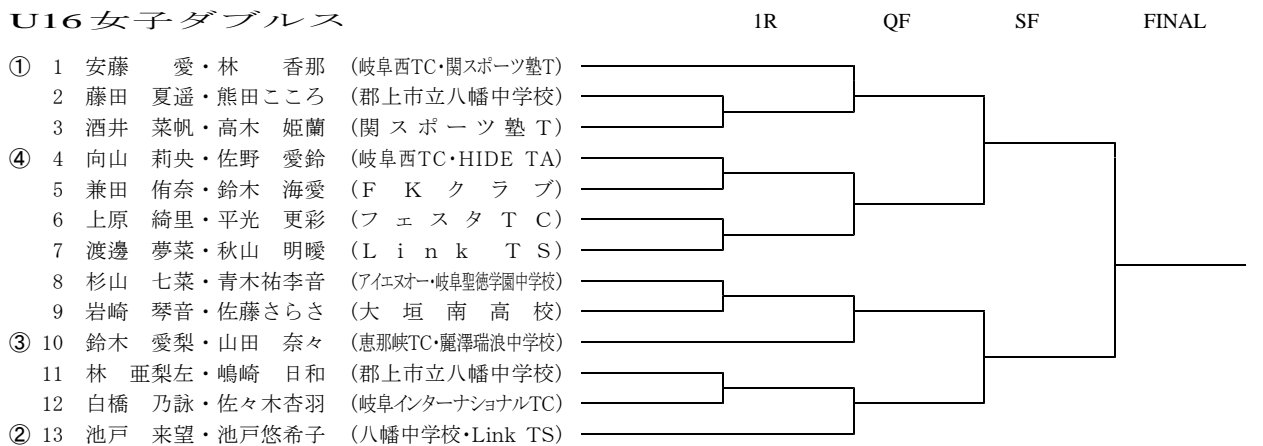 U16女子ダブルス 1R QF SF FINAL
① 1 安藤 愛・林 香那 (岐阜西TC・関スポーツ塾T)
2 藤田 夏遥・熊田こころ (郡上市立八幡中学校)
3 酒井 菜帆・高木 姫蘭 (関スポーツ塾T)
④ 4 向山 莉央・佐野 愛鈴 (岐阜西TC・HIDE TA)
5 兼田 侑奈・鈴木 海愛 (FKクラブ)
6 上原 綺里・平光 更彩 (フェスタTC)
7 渡邊 夢菜・秋山 明曖 (Link TS)
8 杉山 七菜・青木祐李音 (アイエヌオー・岐阜聖徳学園中学校)
9 岩崎 琴音・佐藤さらさ (大垣南高校)
③ 10 鈴木 愛梨・山田 奈々 (恵那峡TC・麗澤瑞浪中学校)
11 林 亜梨左・嶋崎 日和 (郡上市立八幡中学校)
12 白橋 乃詠・佐々木杏羽 (岐阜インターナショナルTC)
② 13 池戸 来望・池戸悠希子 (八幡中学校・Link TS)